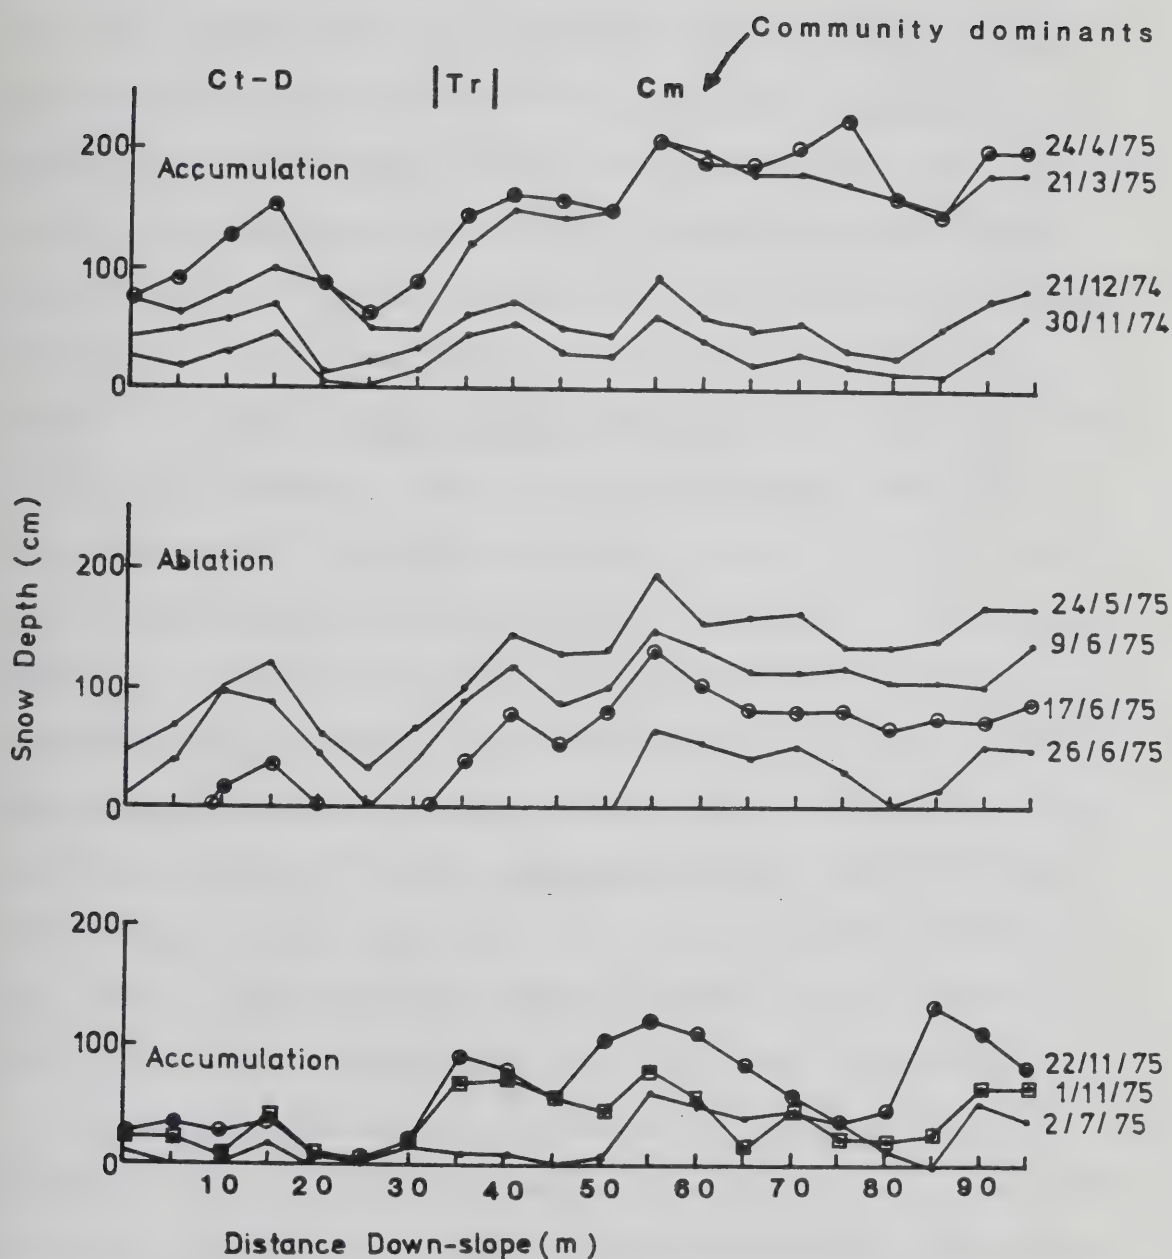 Community dominants
Ct-D |Tr| Cm
200
Accumulation
24/4/75
21/3/75
100
21/12/74
30/11/74
0
Snow Depth (cm)
200
Ablation
24/5/75
9/6/75
100
17/6/75
26/6/75
0
200
100
Accumulation
22/11/75
1/11/75
2/7/75
0
10 20 30 40 50 60 70 80 90
Distance Down-slope (m)